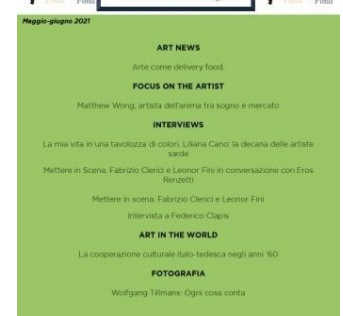 Food
Food
Maggio-giugno 2021
ART NEWS
Arte come delivery food.
FOCUS ON THE ARTIST
Matthew Wong, artista dell'anima tra sogno e mercato
INTERVIEWS
La mia vita in una tavolozza di colori. Liliana Cano: la decana delle artiste
sarde
Mettere in Scena. Fabrizio Clerici e Leonor Fini in conversazione con Eros
Renzetti
Mettere in scena. Fabrizio Clerici e Leonor Fini
Intervista a Federico Clapis
ART IN THE WORLD
La cooperazione culturale italo-tedesca negli anni '60
FOTOGRAFIA
Wolfgang Tillmans: Ogni cosa conta